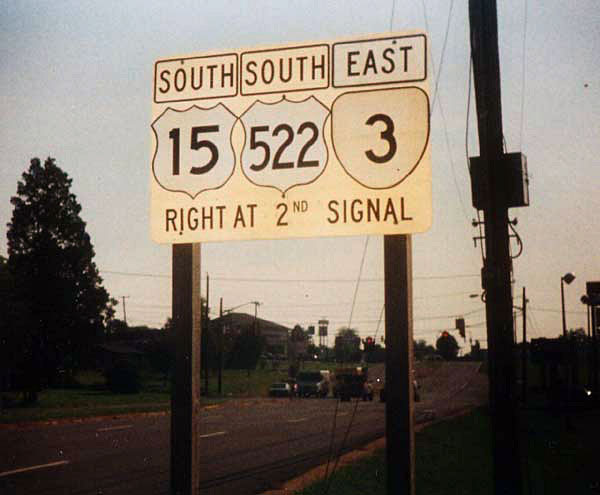 SOUTH SOUTH EAST
15 522 3
RIGHT AT 2ND SIGNAL